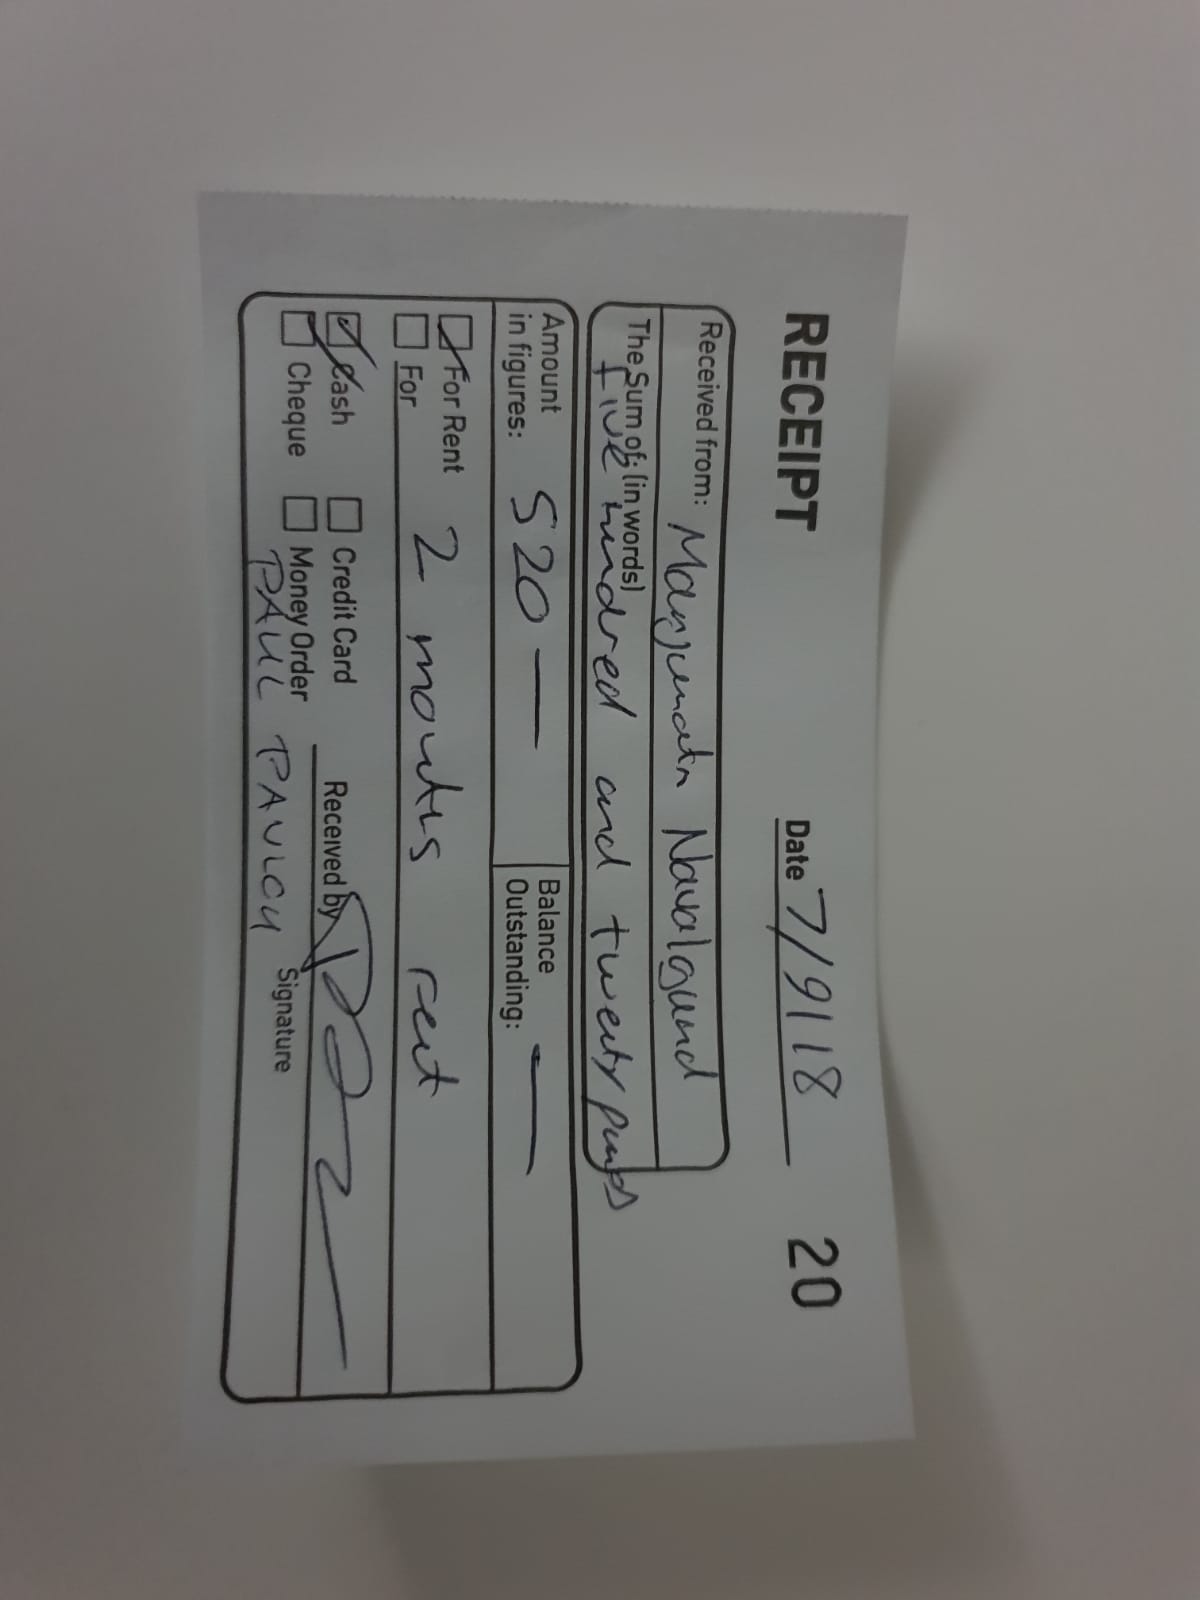 RECEIPT Date 7/9/18 20
Received from: Manjunath Navalgund
The Sum of: (in words)
five hundred and twenty punds
Amount in figures: 520 — Balance Outstanding: —
For Rent 2 months rent
For
Cash Credit Card Received by
Cheque Money Order Signature
PAUL PAULCY